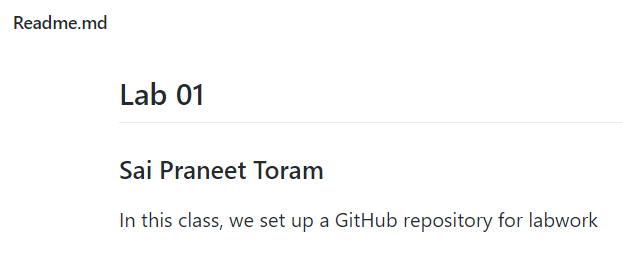 Readme.md
Lab 01
Sai Praneet Toram
In this class, we set up a GitHub repository for labwork